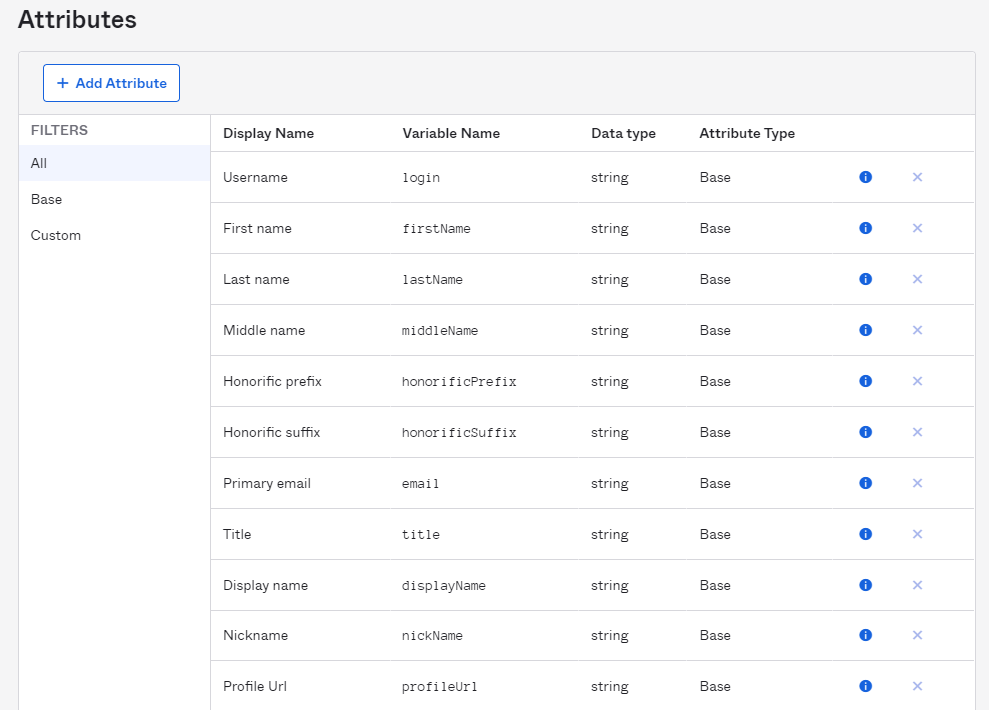 Attributes
+ Add Attribute
FILTERS
All
Base
Custom
Display Name Variable Name Data type Attribute Type
Username login string Base
First name firstName string Base
Last name lastName string Base
Middle name middleName string Base
Honorific prefix honorificPrefix string Base
Honorific suffix honorificSuffix string Base
Primary email email string Base
Title title string Base
Display name displayName string Base
Nickname nickName string Base
Profile Url profileUrl string Base